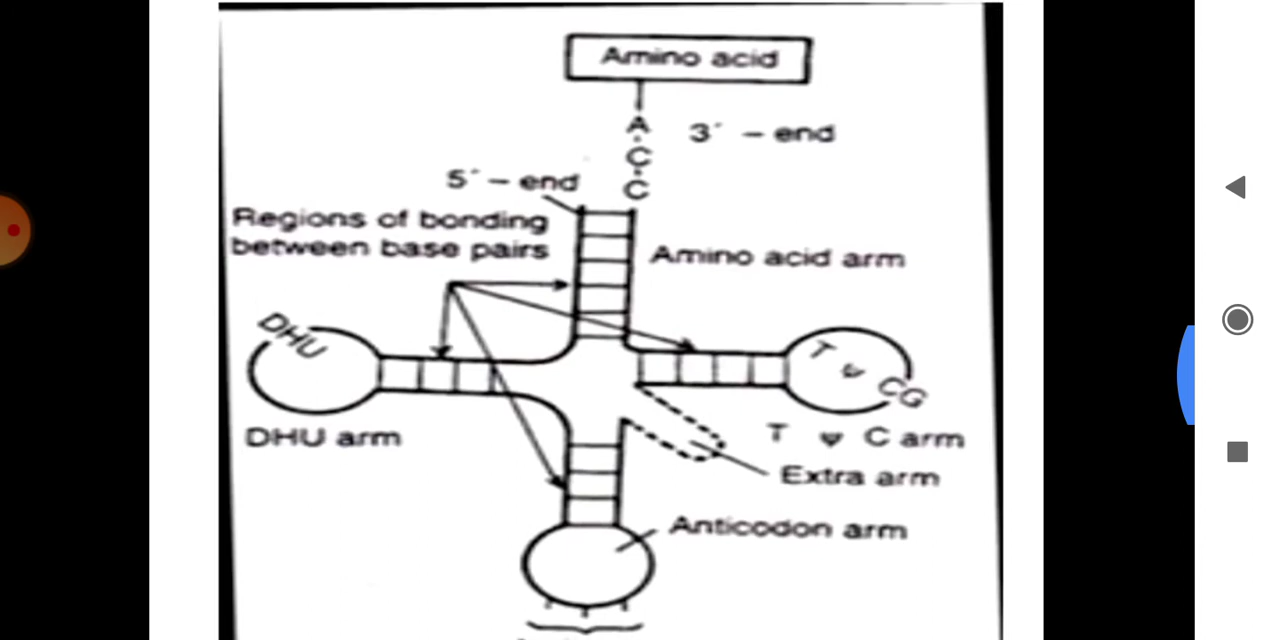 Amino acid
A
3´ – end
C
C
5´ – end
Regions of bonding
between base pairs
Amino acid arm
DHU
T ψ CG
DHU arm
T ψ C arm
Extra arm
Anticodon arm